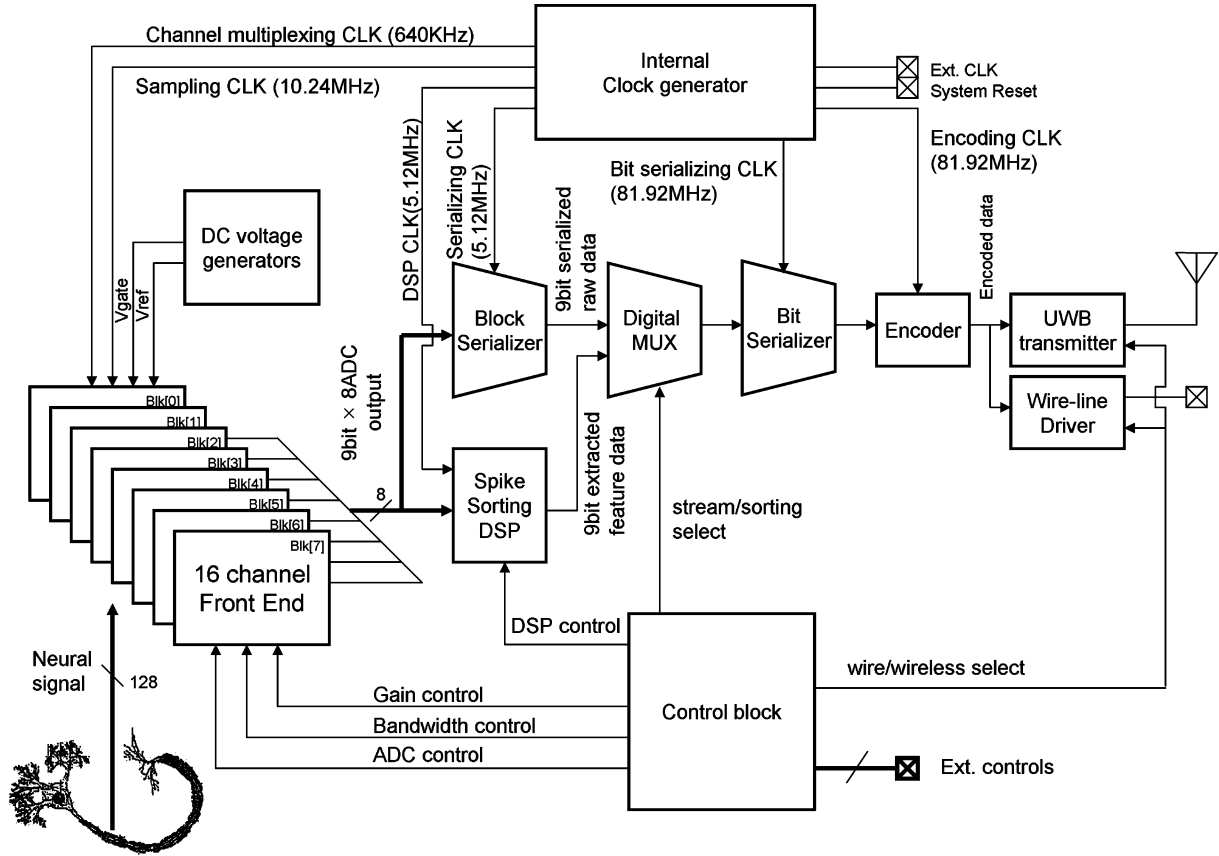 Channel multiplexing CLK (640KHz)
Sampling CLK (10.24MHz)
Internal
Clock generator
Ext. CLK
System Reset
Encoding CLK
(81.92MHz)
Bit serializing CLK
(81.92MHz)
DSP CLK(5.12MHz)
Serializing CLK
(5.12MHz)
9bit serialized
raw data
Encoded data
DC voltage
generators
Vgate
Vref
Block
Serializer
Digital
MUX
Bit
Serializer
Encoder
UWB
transmitter
Wire-line
Driver
9bit × 8ADC
output
Blk[0]
Blk[1]
Blk[2]
Blk[3]
Blk[4]
Blk[5]
Blk[6]
Blk[7]
16 channel
Front End
8
Spike
Sorting
DSP
9bit extracted
feature data
stream/sorting
select
Neural
signal
128
DSP control
Gain control
Bandwidth control
ADC control
Control block
wire/wireless select
Ext. controls